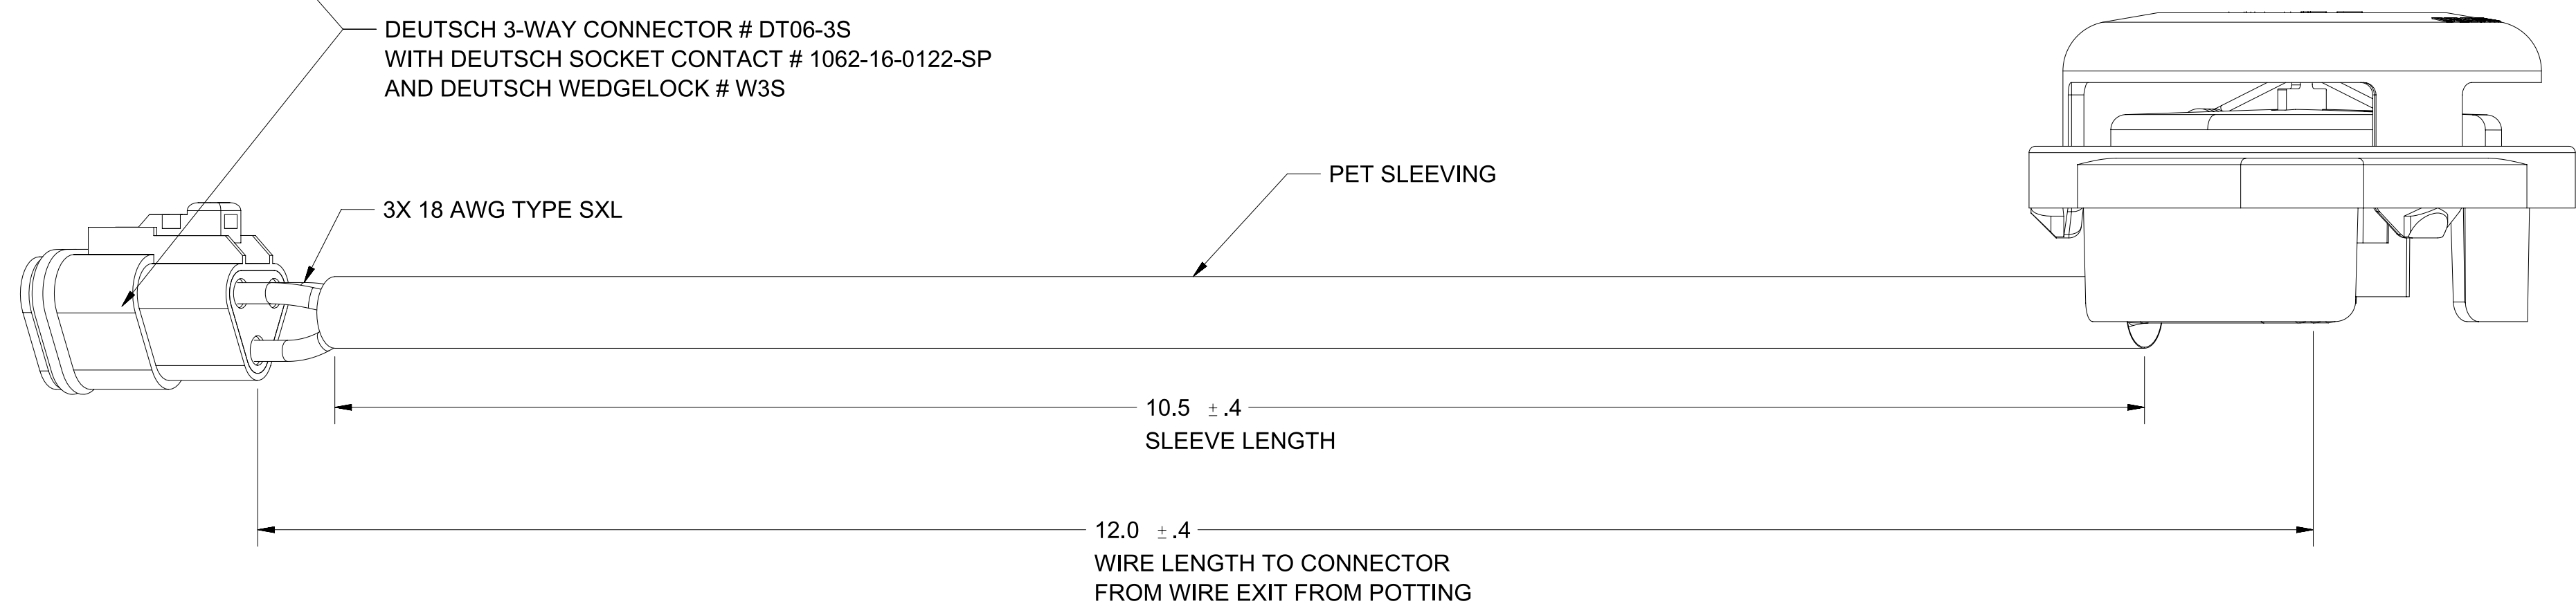 DEUTSCH 3-WAY CONNECTOR # DT06-3S
WITH DEUTSCH SOCKET CONTACT # 1062-16-0122-SP
AND DEUTSCH WEDGELOCK # W3S
PET SLEEVING
3X 18 AWG TYPE SXL
10.5 ±.4
SLEEVE LENGTH
12.0 ±.4
WIRE LENGTH TO CONNECTOR
FROM WIRE EXIT FROM POTTING